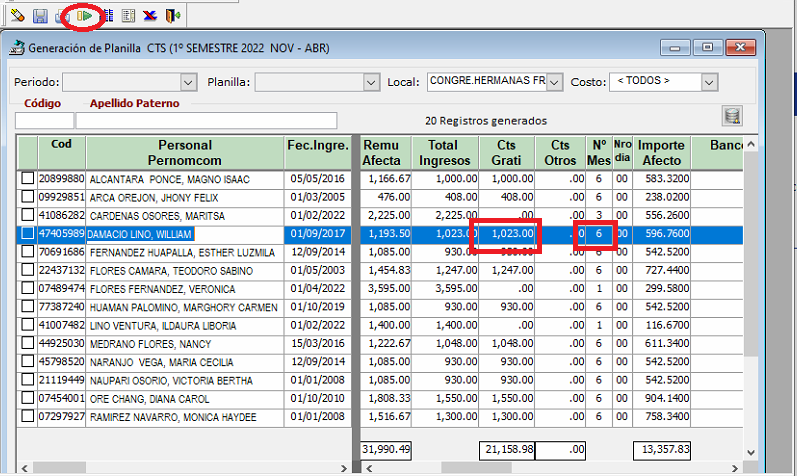 Generación de Planilla CTS (1º SEMESTRE 2022 NOV - ABR)
Periodo: Planilla: Local: CONGRE.HERMANAS FR Costo: < TODOS >
Código Apellido Paterno
20 Registros generados
Cod Personal Pernomcom Fec.Ingre. Remu Afecta Total Ingresos Cts Grati Cts Otros Nº Mes Nro dia Importe Afecto Banco
20899880 ALCANTARA PONCE, MAGNO ISAAC 05/05/2016 1,166.67 1,000.00 1,000.00 .00 6 00 583.3200
09929851 ARCA OREJON, JHONY FELIX 01/03/2005 476.00 408.00 408.00 .00 6 00 238.0200
41086282 CARDENAS OSORES, MARITSA 01/02/2022 2,225.00 2,225.00 .00 .00 3 00 556.2600
47405989 DAMACIO LINO, WILLIAM 01/09/2017 1,193.50 1,023.00 1,023.00 .00 6 00 596.7600
70691686 FERNANDEZ HUAPALLA, ESTHER LUZMILA 12/09/2014 1,085.00 930.00 930.00 .00 6 00 542.5200
22437132 FLORES CAMARA, TEODORO SABINO 01/05/2003 1,454.83 1,247.00 1,247.00 .00 6 00 727.4400
07489474 FLORES FERNANDEZ, VERONICA 01/04/2022 3,595.00 3,595.00 .00 .00 1 00 299.5800
77387240 HUAMAN PALOMINO, MARGHORY CARMEN 01/10/2019 1,085.00 930.00 930.00 .00 6 00 542.5200
41007482 LINO VENTURA, ILDAURA LIBORIA 01/02/2022 1,400.00 1,400.00 .00 .00 1 00 116.6700
44925030 MEDRANO FLORES, NANCY 15/03/2016 1,222.67 1,048.00 1,048.00 .00 6 00 611.3400
45798520 NARANJO VEGA, MARIA CECILIA 12/09/2014 1,085.00 930.00 930.00 .00 6 00 542.5200
21119449 NAUPARI OSORIO, VICTORIA BERTHA 01/01/2008 1,085.00 930.00 930.00 .00 6 00 542.5200
07454001 ORE CHANG, DIANA CAROL 01/10/2010 1,808.33 1,550.00 1,550.00 .00 6 00 904.1400
07297927 RAMIREZ NAVARRO, MONICA HAYDEE 01/01/2008 1,516.67 1,300.00 1,300.00 .00 6 00 758.3400
31,990.49 21,158.98 .00 13,357.83